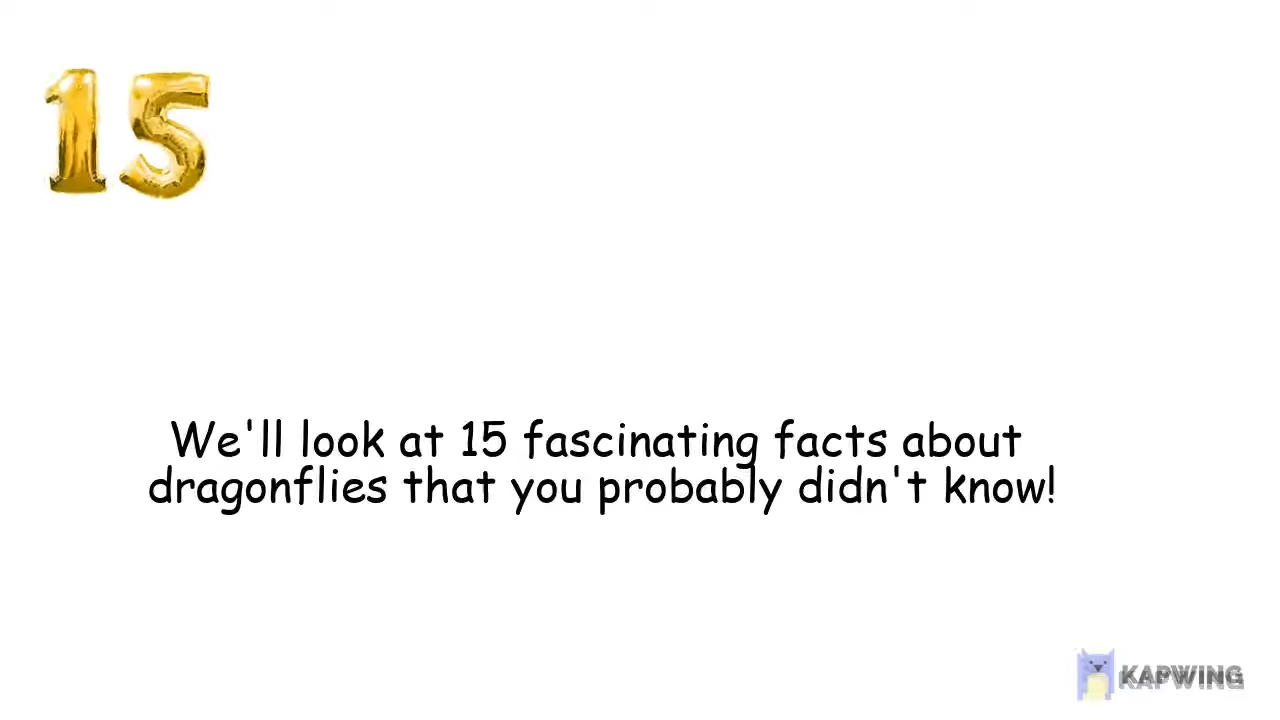 15
We'll look at 15 fascinating facts about
dragonflies that you probably didn't know!
KAPWING